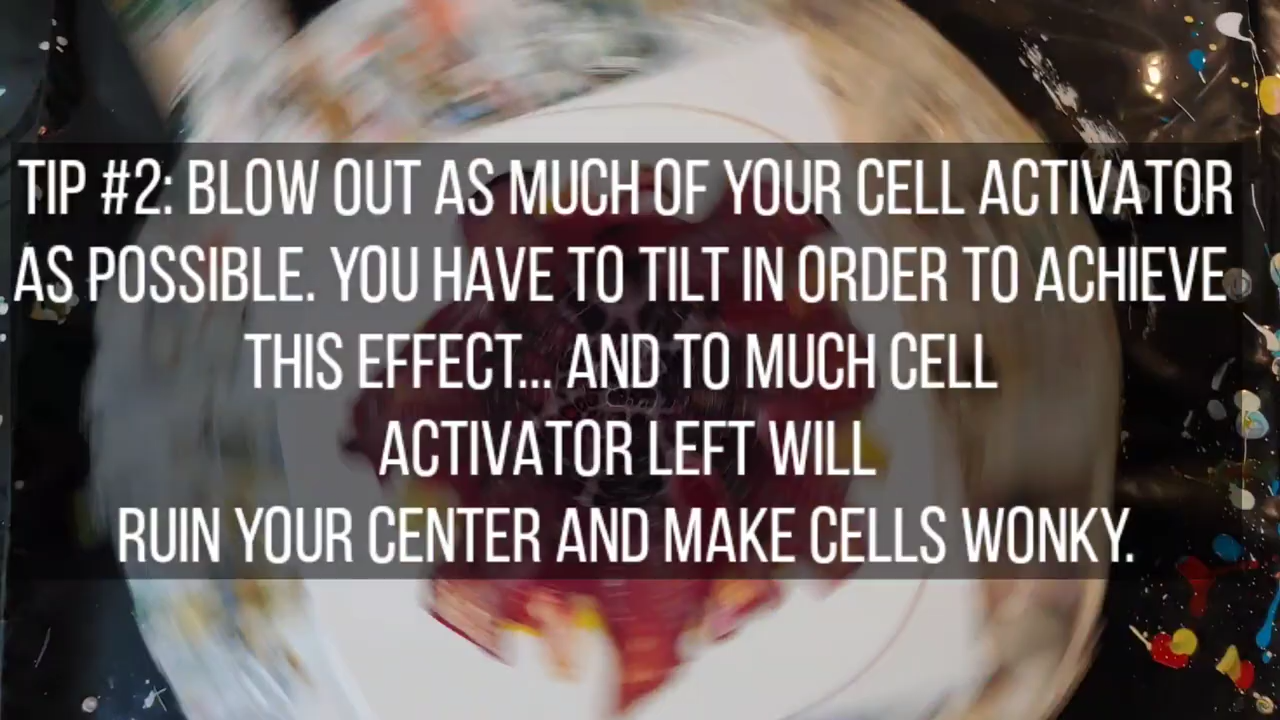 TIP #2: BLOW OUT AS MUCH OF YOUR CELL ACTIVATOR
AS POSSIBLE. YOU HAVE TO TILT IN ORDER TO ACHIEVE
THIS EFFECT... AND TO MUCH CELL
ACTIVATOR LEFT WILL
RUIN YOUR CENTER AND MAKE CELLS WONKY.